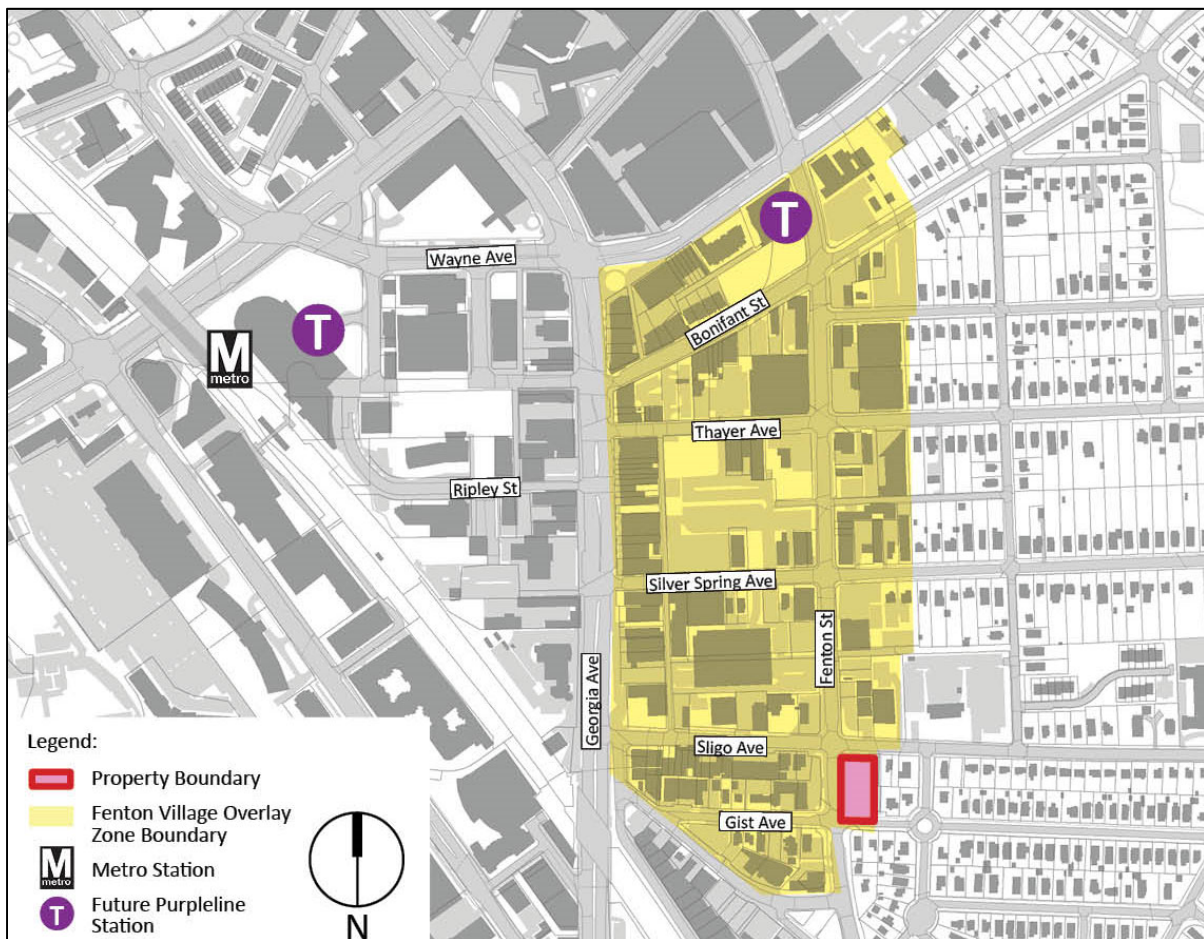 Wayne Ave
Bonifant St
Thayer Ave
Ripley St
Silver Spring Ave
Fenton St
Georgia Ave
Sligo Ave
Gist Ave
T
T
M
metro
Legend:
Property Boundary
Fenton Village Overlay
Zone Boundary
M
metro
Metro Station
T
Future Purpleline
Station
N